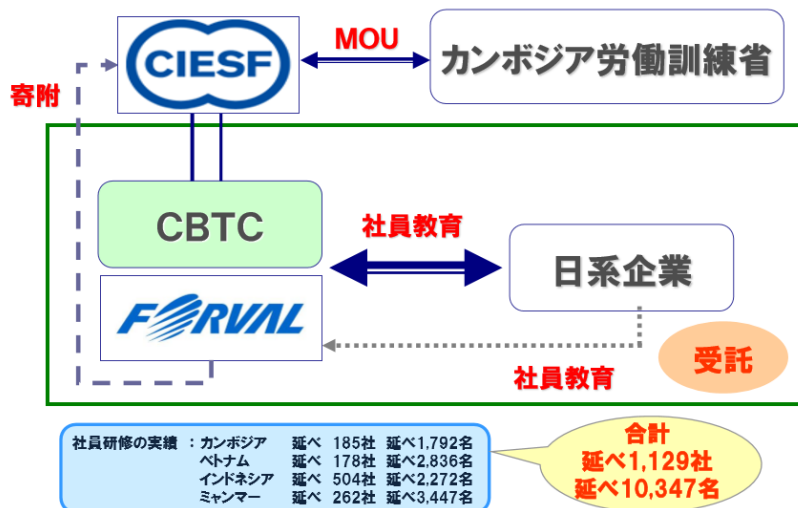 CIESF
MOU
カンボジア労働訓練省
寄附
CBTC
社員教育
日系企業
FORVAL
社員教育
受託
社員研修の実績 : カンボジア 延べ 185社 延べ1,792名
ベトナム 延べ 178社 延べ2,836名
インドネシア 延べ 504社 延べ2,272名
ミャンマー 延べ 262社 延べ3,447名
合計
延べ1,129社
延べ10,347名